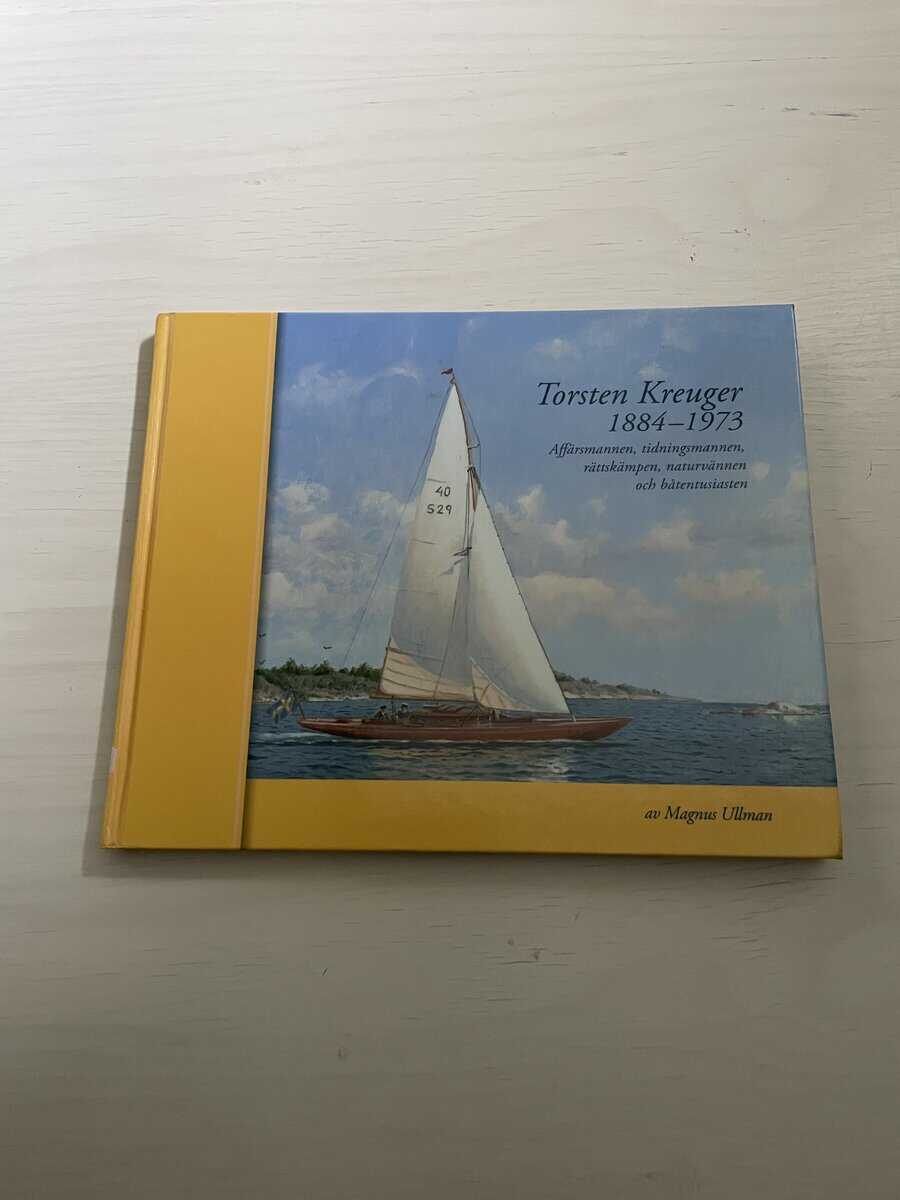 Torsten Kreuger
1884–1973
Affärsmannen, tidningsmannen,
rättskämpen, naturvännen
och båtentusiasten
40
S29
av Magnus Ullman